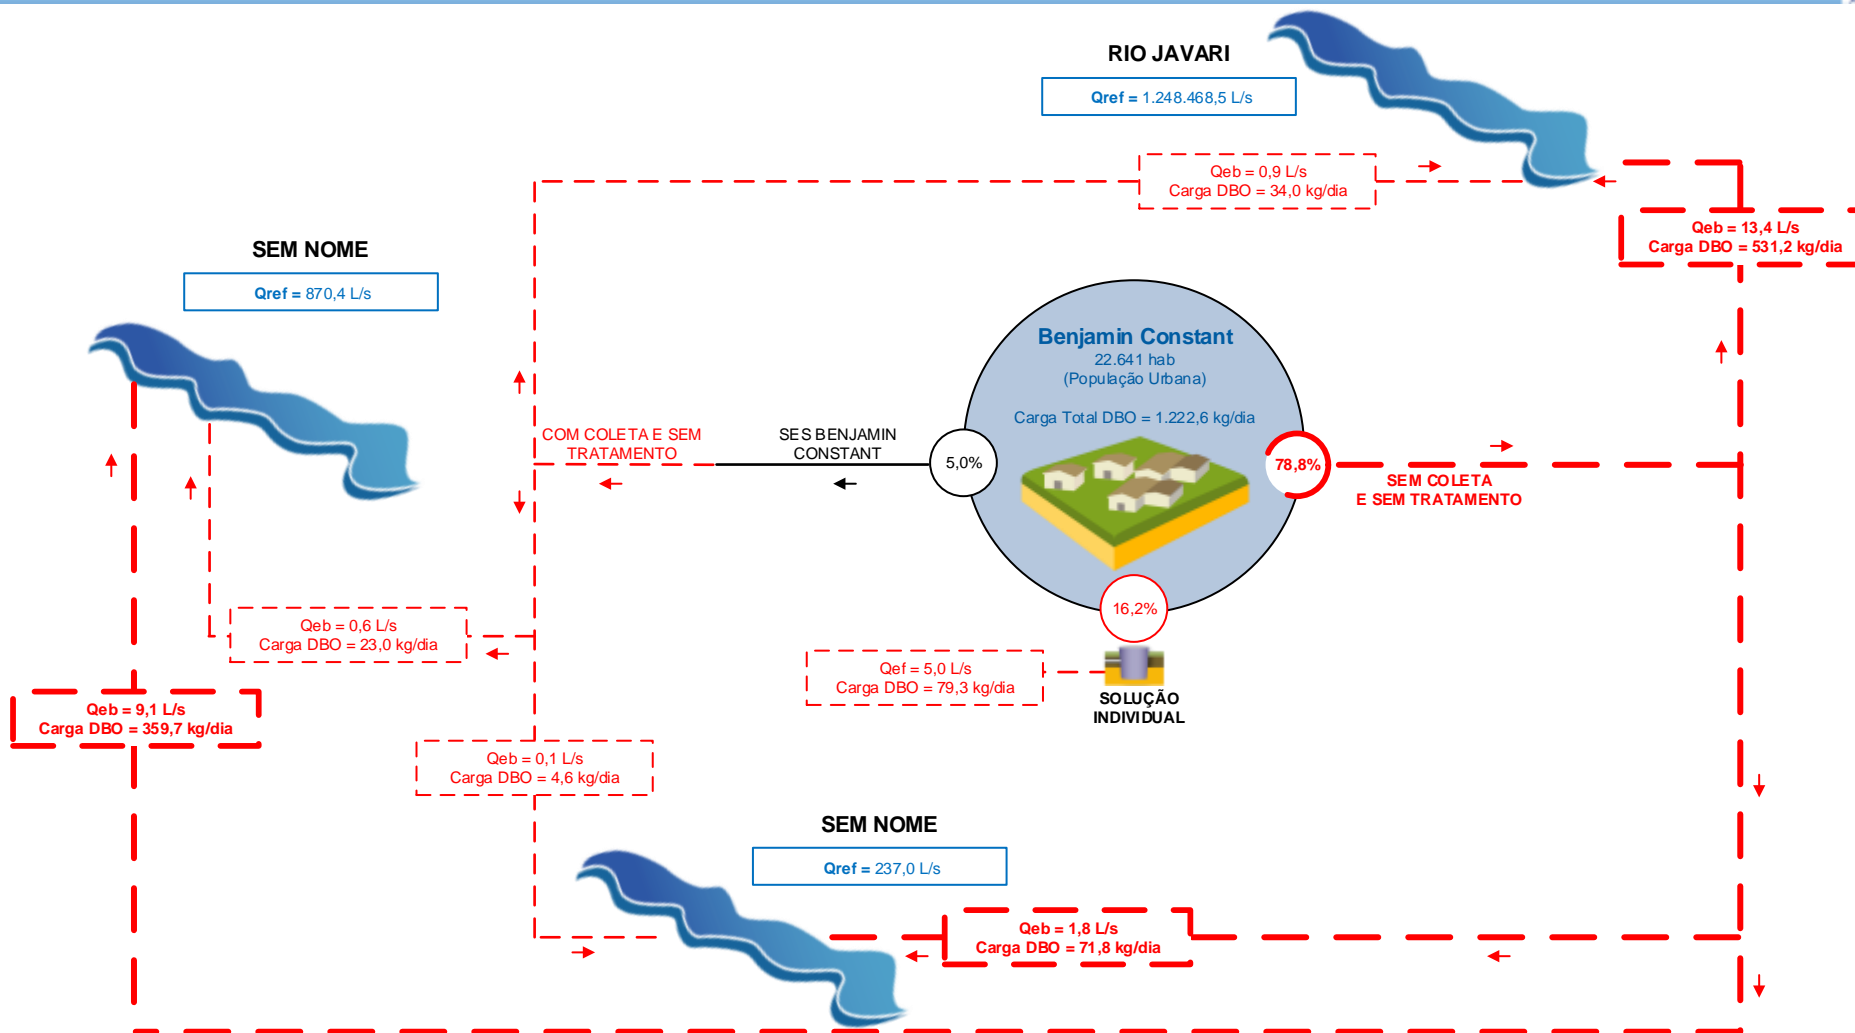 RIO JAVARI
Qref = 1.248.468,5 L/s
Qeb = 0,9 L/s
Carga DBO = 34,0 kg/dia
Qeb = 13,4 L/s
Carga DBO = 531,2 kg/dia
SEM NOME
Qref = 870,4 L/s
Benjamin Constant
22.641 hab
(População Urbana)
Carga Total DBO = 1.222,6 kg/dia
COM COLETA E SEM
TRATAMENTO
SES BENJAMIN
CONSTANT
5,0%
78,8%
SEM COLETA
E SEM TRATAMENTO
16,2%
Qeb = 0,6 L/s
Carga DBO = 23,0 kg/dia
Qef = 5,0 L/s
Carga DBO = 79,3 kg/dia
SOLUÇÃO
INDIVIDUAL
Qeb = 9,1 L/s
Carga DBO = 359,7 kg/dia
Qeb = 0,1 L/s
Carga DBO = 4,6 kg/dia
SEM NOME
Qref = 237,0 L/s
Qeb = 1,8 L/s
Carga DBO = 71,8 kg/dia